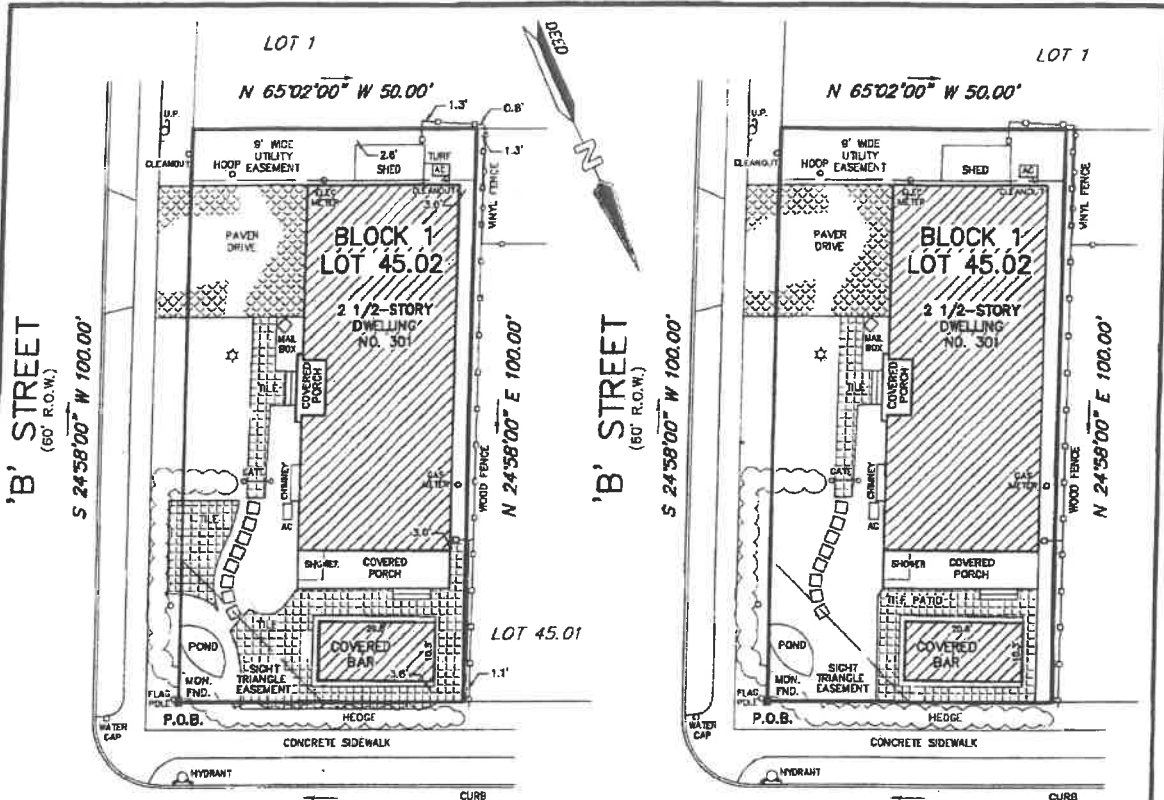 LOT 1
N 65°02'00" W 50.00'
DEED
N
U.P.
CLEANOUT
HOOP
9' WIDE
UTILITY
EASEMENT
1.3'
0.8'
1.3'
2.6'
SHED
TURF
AC
ELEC
METER
CLEANOUT
3.0'
VINYL FENCE
PAVER
DRIVE
BLOCK 1
LOT 45.02
2 1/2-STORY
DWELLING
NO. 301
MAIL
BOX
TILE
COVERED
PORCH
'B' STREET
(60' R.O.W.)
S 24°58'00" W 100.00'
N 24°58'00" E 100.00'
WOOD FENCE
GATE
CHIMNEY
AC
GAS
METER
3.0'
TILE
SHOWER
COVERED
PORCH
TILE
COVERED
BAR
10.3'
3.6'
1.1'
LOT 45.01
POND
SIGHT
TRIANGLE
EASEMENT
MON.
FND.
FLAG
POLE
P.O.B.
HEDGE
WATER
CAP
CONCRETE SIDEWALK
HYDRANT
CURB
LOT 1
N 65°02'00" W 50.00'
U.P.
CLEANOUT
HOOP
9' WIDE
UTILITY
EASEMENT
SHED
AC
ELEC
METER
CLEANOUT
VINYL FENCE
PAVER
DRIVE
BLOCK 1
LOT 45.02
2 1/2-STORY
DWELLING
NO. 301
MAIL
BOX
TILE
COVERED
PORCH
'B' STREET
(60' R.O.W.)
S 24°58'00" W 100.00'
N 24°58'00" E 100.00'
WOOD FENCE
GATE
CHIMNEY
AC
GAS
METER
SHOWER
COVERED
PORCH
TILE PATIO
COVERED
BAR
10.3'
POND
SIGHT
TRIANGLE
EASEMENT
MON.
FND.
FLAG
POLE
P.O.B.
HEDGE
WATER
CAP
CONCRETE SIDEWALK
HYDRANT
CURB